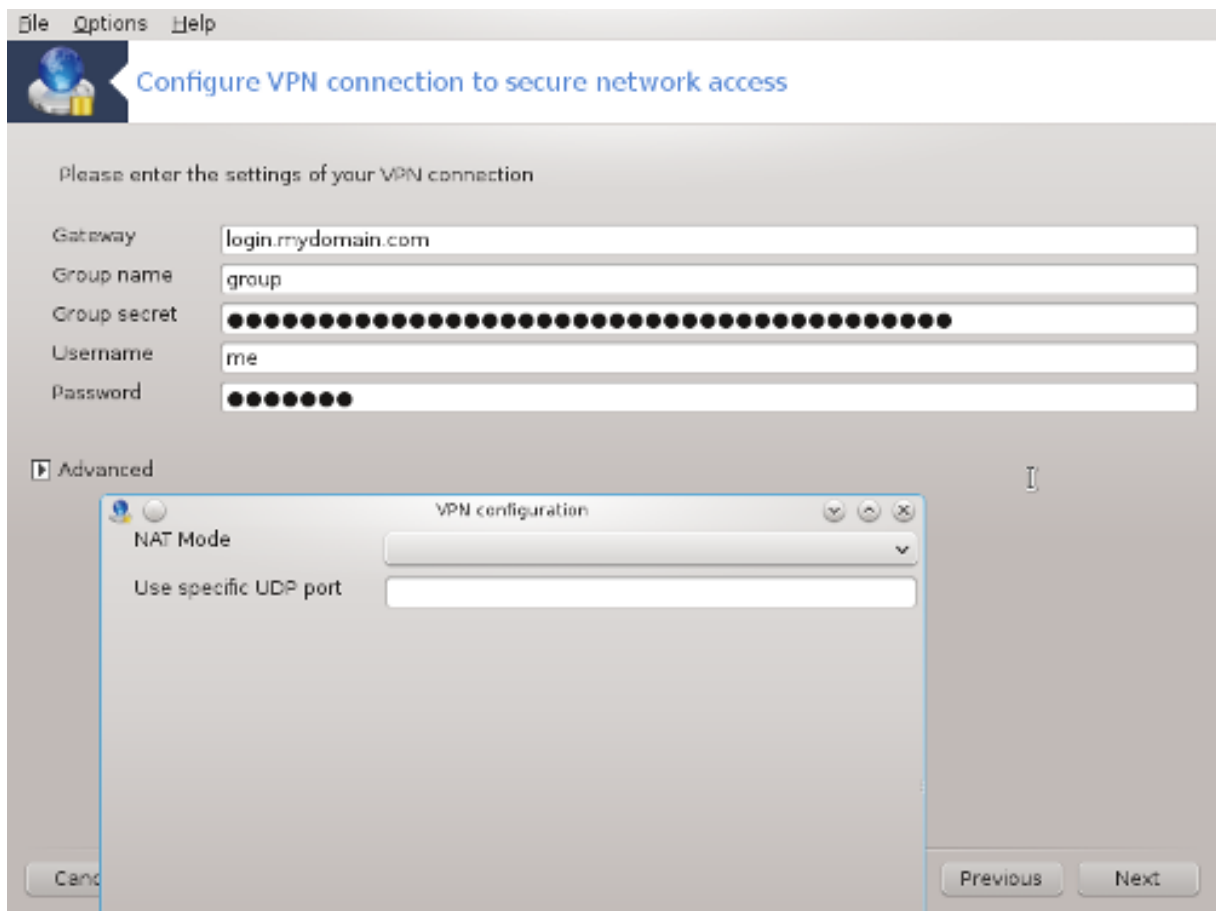 File Options Help
Configure VPN connection to secure network access
Please enter the settings of your VPN connection
Gateway login.mydomain.com
Group name group
Group secret ●●●●●●●●●●●●●●●●●●●●●●●●●●●●●●●●●●●●●●●●
Username me
Password ●●●●●●●
Advanced
VPN configuration
NAT Mode
Use specific UDP port
Canc Previous Next